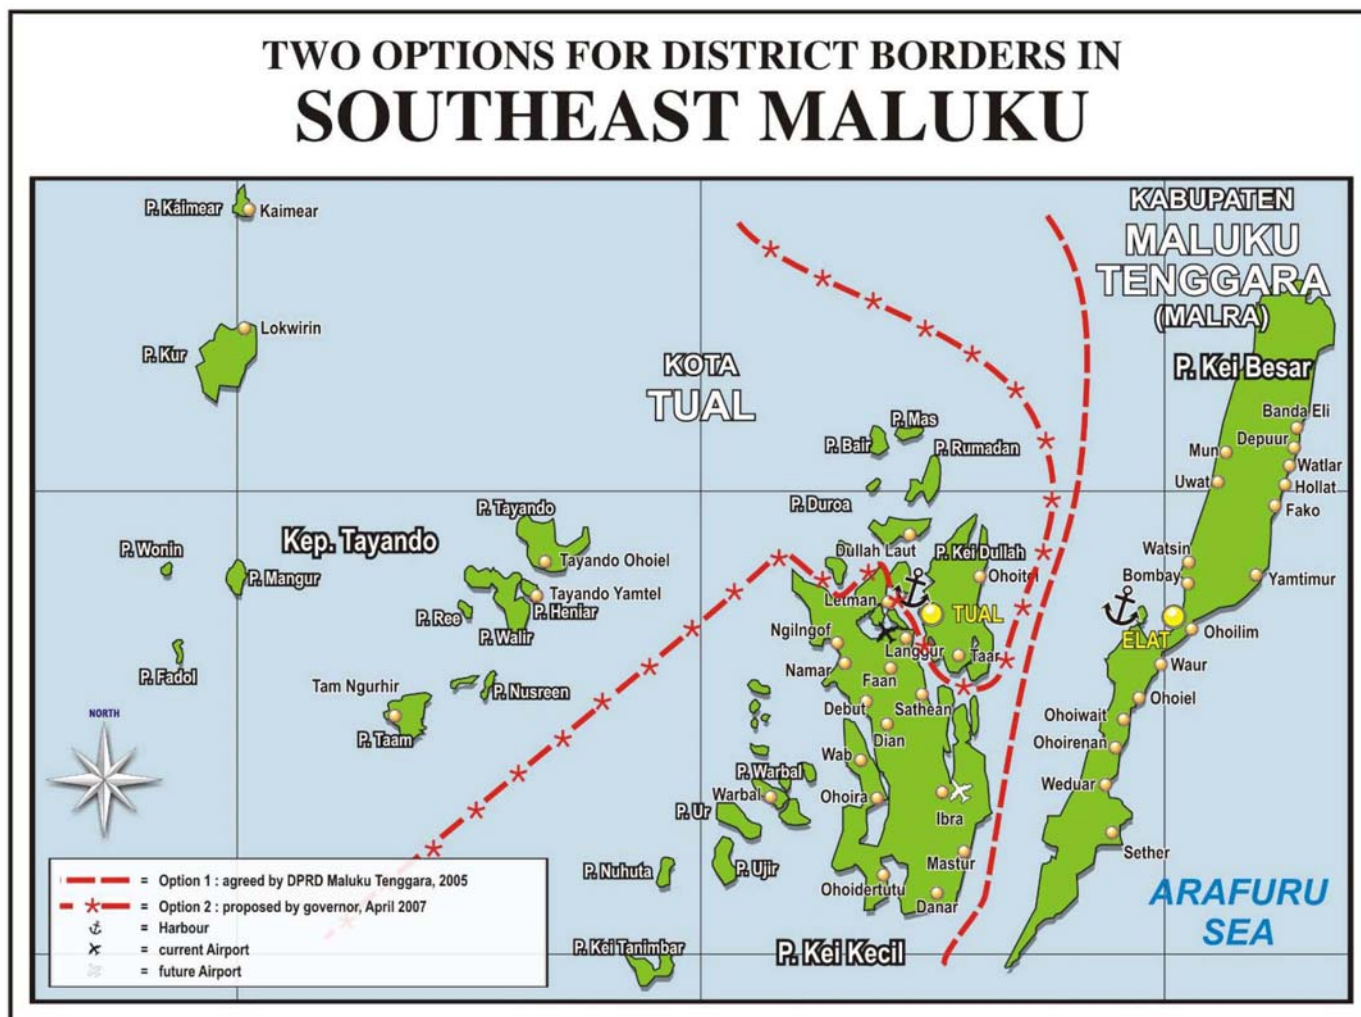 TWO OPTIONS FOR DISTRICT BORDERS IN
SOUTHEAST MALUKU
KABUPATEN
MALUKU
TENGGARA
(MALRA)
P. Kaimear
Kaimear
Lokwirin
P. Kur
KOTA
TUAL
P. Kei Besar
Banda Eli
Depuur
Mun
Watlar
Uwat
Hollat
Fako
P. Mas
P. Bair
P. Rumadan
P. Duroa
P. Tayando
Kep. Tayando
P. Wonin
P. Mangur
Tayando Ohoiel
Tayando Yamtel
P. Heniar
P. Ree
P. Walir
P. Fadol
Tam Ngurhir
P. Nusreen
P. Taam
Dullah Laut
P. Kei Dullah
Ohoitel
Letman
TUAL
Ngilngof
Langgur
Taar
Namar
Faan
Debut
Sathean
Dian
Wab
P. Warbal
Warbal
Ohoira
Ibra
P. Ur
P. Ujir
P. Nuhuta
Mastur
Ohoidertutu
Danar
P. Kei Tanimbar
P. Kei Kecil
Watsin
Bombay
Yamtimur
ELAT
Ohoilim
Waur
Ohoiel
Ohoiwait
Ohoirenan
Weduar
Sether
ARAFURU
SEA
NORTH
= Option 1 : agreed by DPRD Maluku Tenggara, 2005
= Option 2 : proposed by governor, April 2007
= Harbour
= current Airport
= future Airport